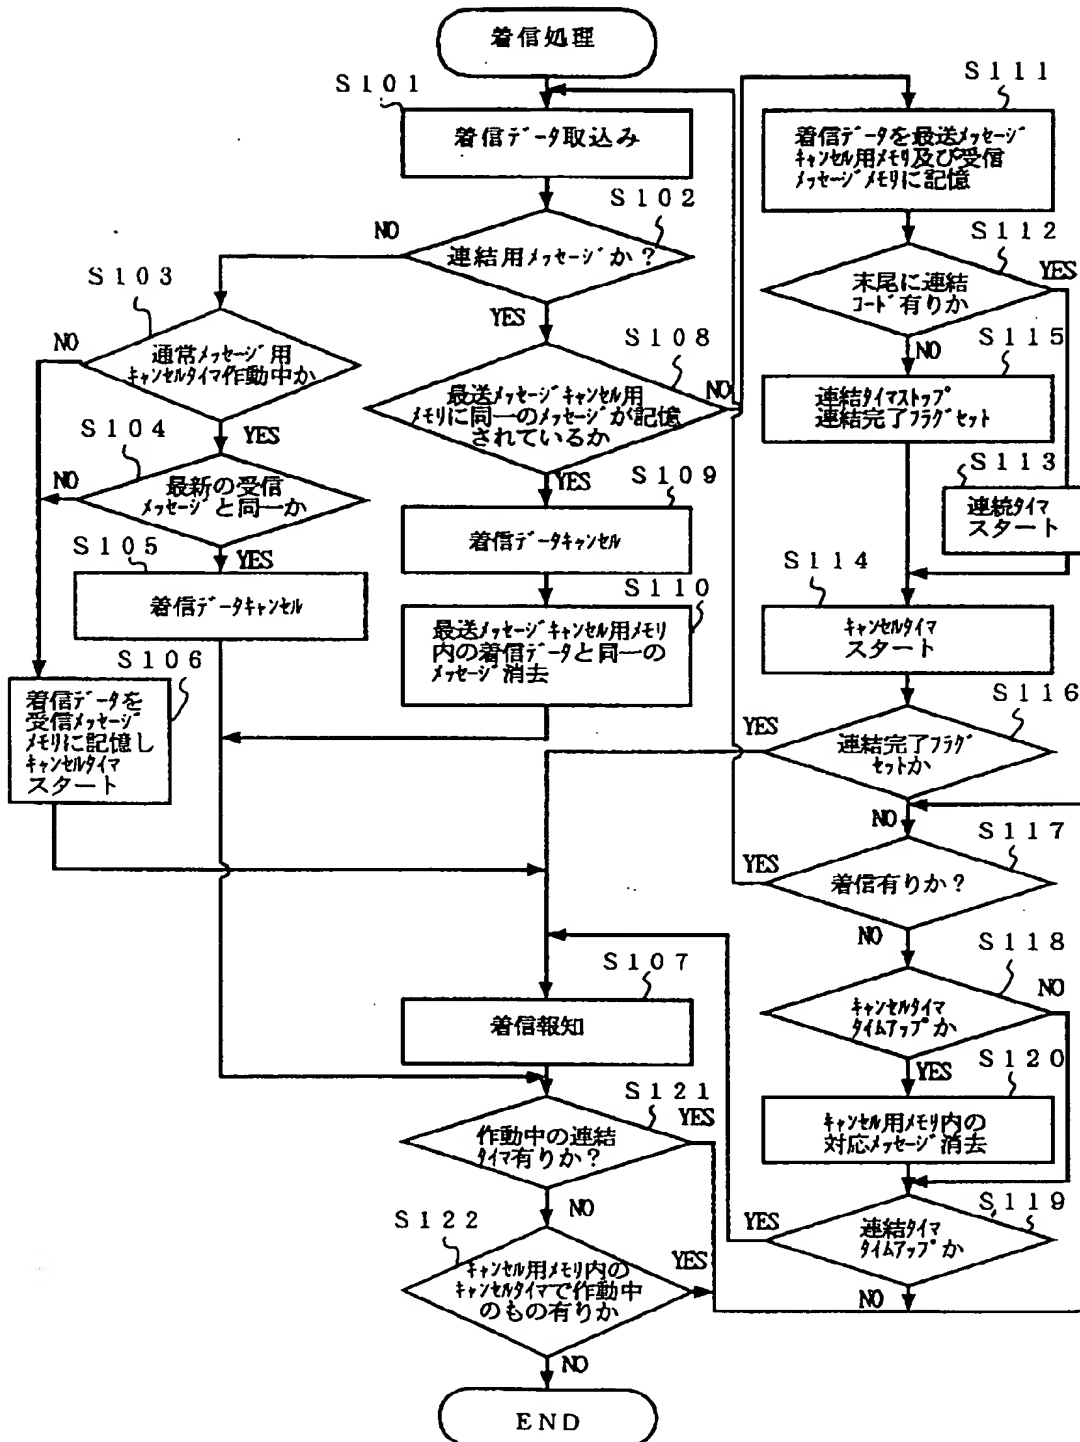 着信処理
S101
着信データ取込み
S102
連結用メッセージか?
NO
YES
S103
通常メッセージ用
キャンセルタイマ作動中か
NO
YES
S104
最新の受信
メッセージと同一か
NO
YES
S105
着信データキャンセル
S106
着信データを
受信メッセージ
メモリに記憶し
キャンセルタイマ
スタート
S108
最送メッセージキャンセル用
メモリに同一のメッセージが記憶
されているか
NO
YES
S109
着信データキャンセル
S110
最送メッセージキャンセル用メモリ
内の着信データと同一の
メッセージ消去
S107
着信報知
S121
作動中の連結
タイマ有りか?
YES
NO
S122
キャンセル用メモリ内の
キャンセルタイマで作動中
のもの有りか
YES
NO
END
S111
着信データを最送メッセージ
キャンセル用メモリ及び受信
メッセージメモリに記憶
S112
末尾に連結
コード有りか
YES
NO
S115
連結タイマストップ
連結完了フラグセット
S113
連続タイマ
スタート
S114
キャンセルタイマ
スタート
S116
連結完了フラグ
セットか
YES
NO
S117
着信有りか?
YES
NO
S118
キャンセルタイマ
タイムアップか
NO
YES
S120
キャンセル用メモリ内の
対応メッセージ消去
S119
連結タイマ
タイムアップか
YES
NO